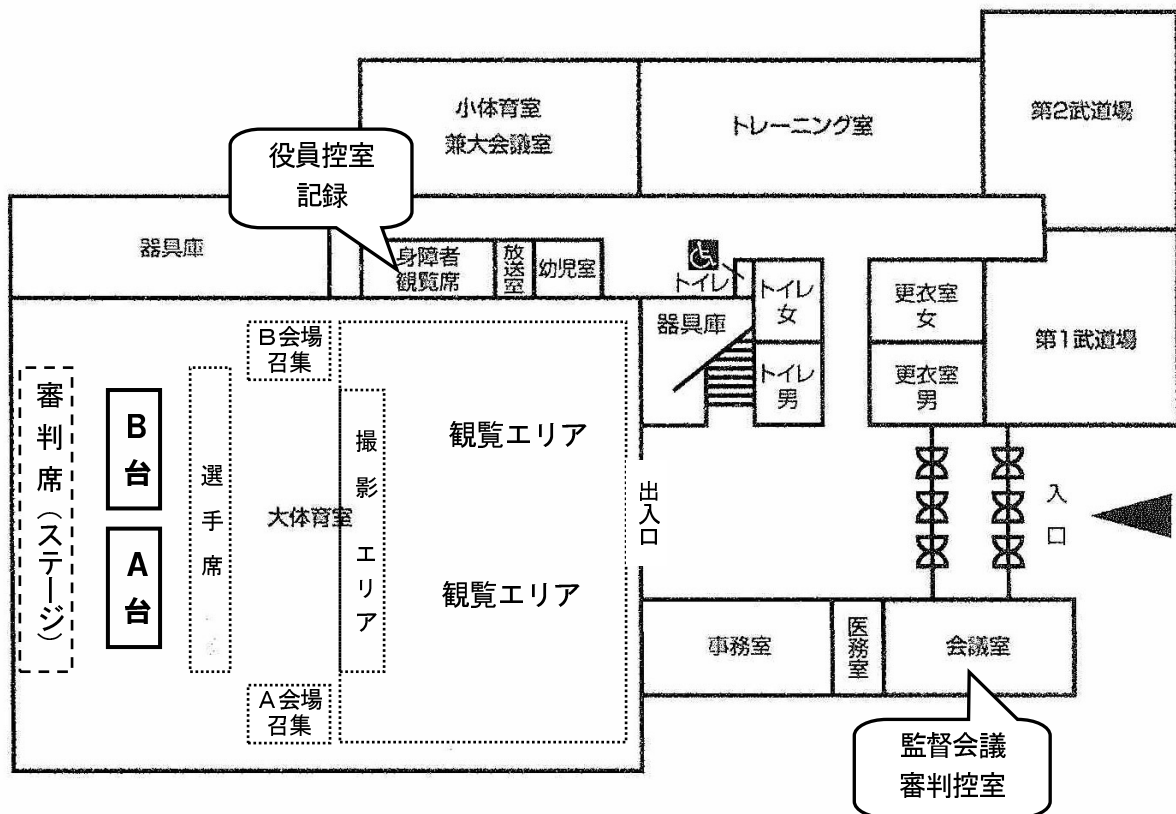 小体育室
兼大会議室
トレーニング室
第2武道場
役員控室
記録
器具庫
身障者
観覧席
放送室
幼児室
トイレ
トイレ
女
更衣室
女
器具庫
第1武道場
トイレ
男
更衣室
男
B会場
召集
審判席(ステージ)
B台
選手席
撮影エリア
観覧エリア
大体育室
出入口
入口
A台
観覧エリア
A会場
召集
事務室
医務室
会議室
監督会議
審判控室